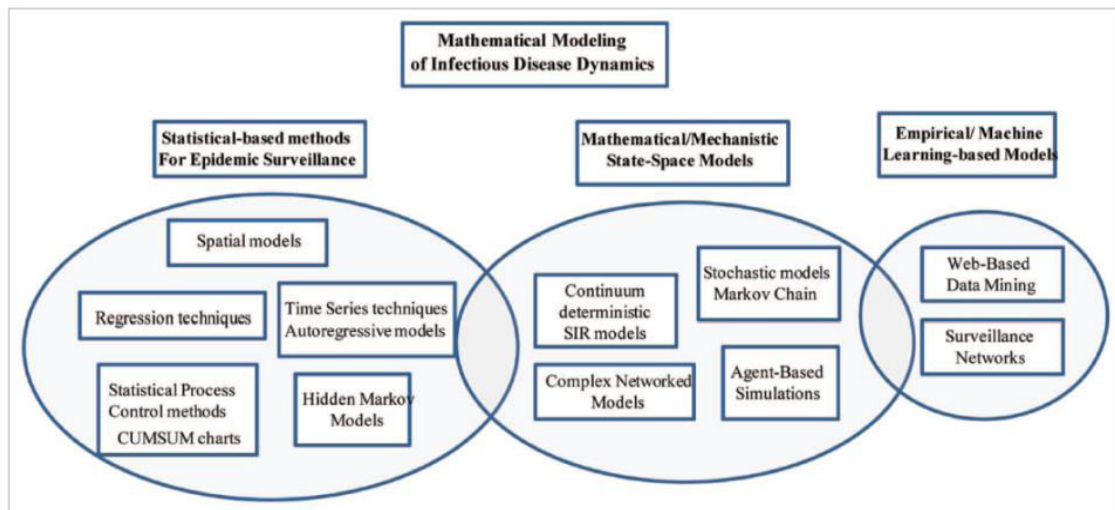 Mathematical Modeling
of Infectious Disease Dynamics
Statistical-based methods
For Epidemic Surveillance
Mathematical/Mechanistic
State-Space Models
Empirical/ Machine
Learning-based Models
Spatial models
Regression techniques
Time Series techniques
Autoregressive models
Statistical Process
Control methods
CUMSUM charts
Hidden Markov
Models
Continuum
deterministic
SIR models
Stochastic models
Markov Chain
Complex Networked
Models
Agent-Based
Simulations
Web-Based
Data Mining
Surveillance
Networks